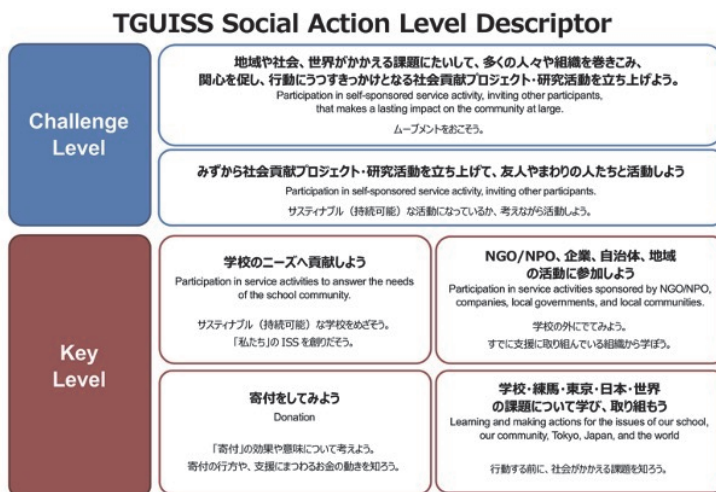 TGUISS Social Action Level Descriptor
Challenge
Level
地域や社会、世界がかかえる課題にたいして、多くの人々や組織を巻きこみ、
関心を促し、行動にうつすきっかけとなる社会貢献プロジェクト・研究活動を立ち上げよう。
Participation in self-sponsored service activity, inviting other participants,
that makes a lasting impact on the community at large.
ムーブメントをおこそう。
みずから社会貢献プロジェクト・研究活動を立ち上げて、友人やまわりの人たちと活動しよう
Participation in self-sponsored service activity, inviting other participants.
サスティナブル（持続可能）な活動になっているか、考えながら活動しよう。
Key
Level
学校のニーズへ貢献しよう
Participation in service activities to answer the needs
of the school community.
サスティナブル（持続可能）な学校をめざそう。
「私たち」のISSを創りだそう。
NGO/NPO、企業、自治体、地域
の活動に参加しよう
Participation in service activities sponsored by NGO/NPO,
companies, local governments, and local communities.
学校の外にでてみよう。
すでに支援に取り組んでいる組織から学ぼう。
寄付をしてみよう
Donation
「寄付」の効果や意味について考えよう。
寄付の行方や、支援にまつわるお金の動きを知ろう。
学校・練馬・東京・日本・世界
の課題について学び、取り組もう
Learning and making actions for the issues of our school,
our community, Tokyo, Japan, and the world
行動する前に、社会がかかえる課題を知ろう。